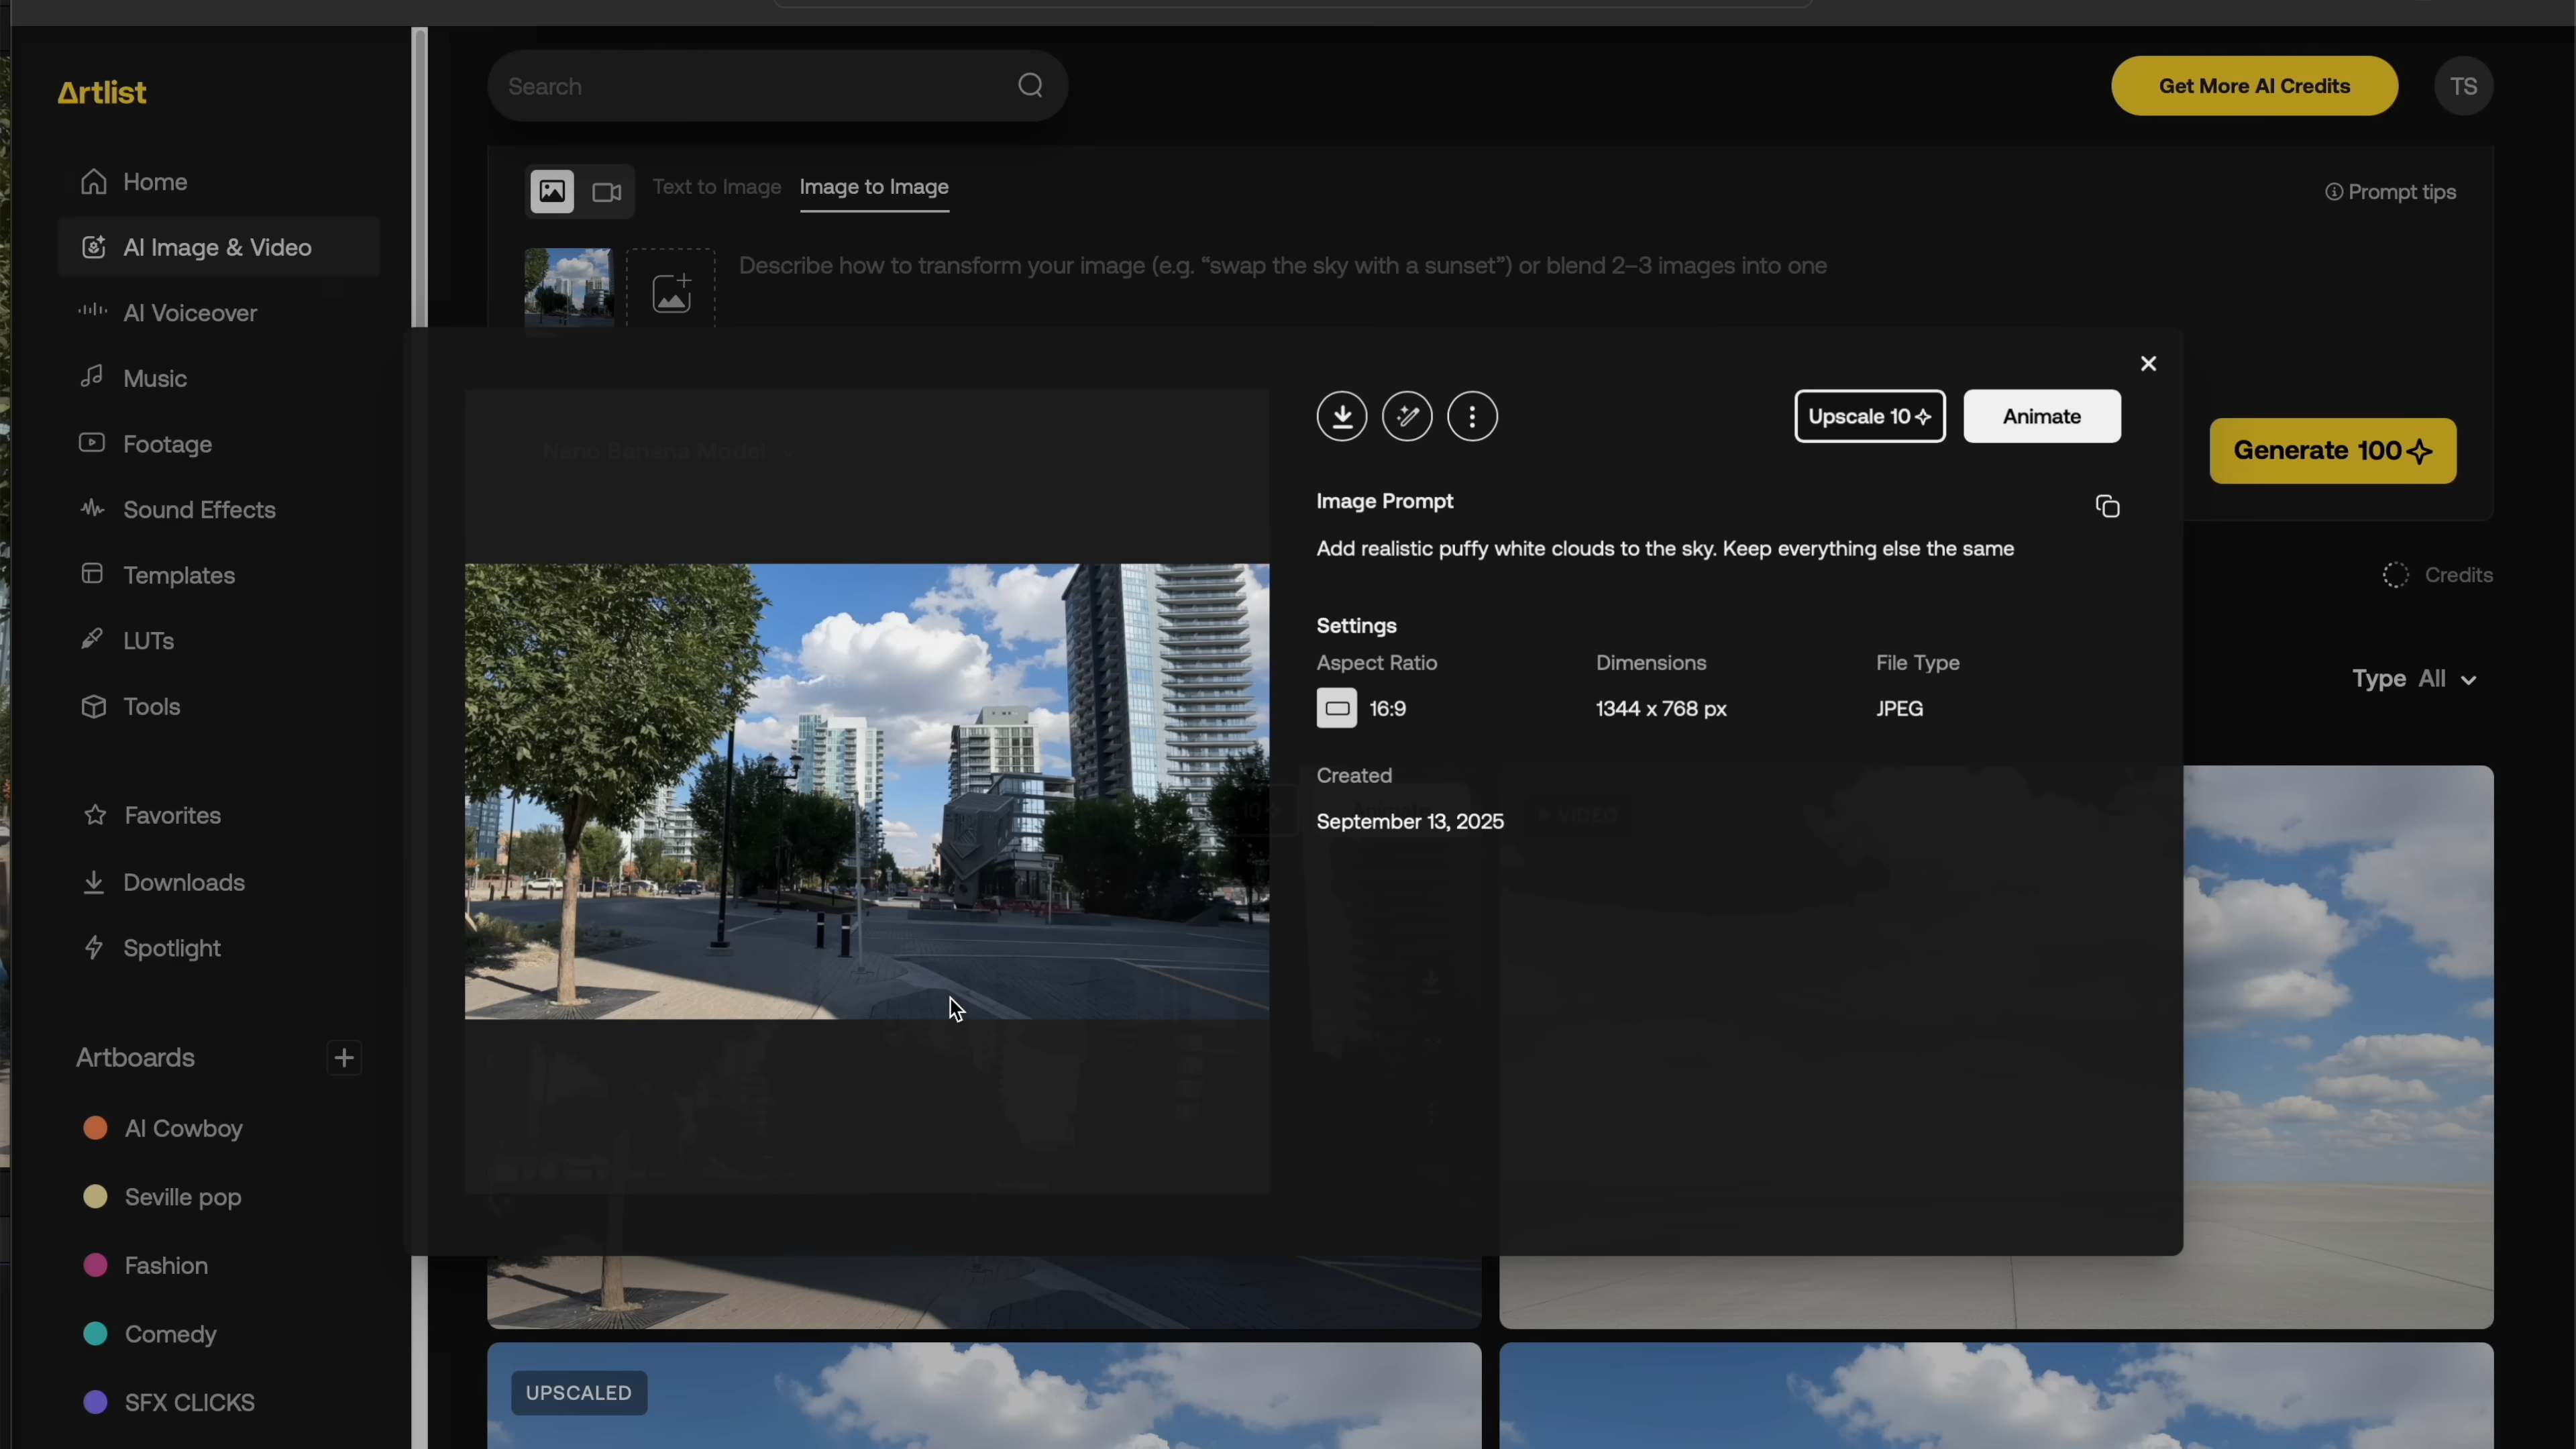 Artlist
Search
Get More AI Credits
TS
Home
AI Image & Video
AI Voiceover
Music
Footage
Sound Effects
Templates
LUTs
Tools
Favorites
Downloads
Spotlight
Artboards
AI Cowboy
Seville pop
Fashion
Comedy
SFX CLICKS
Text to Image
Image to Image
Prompt tips
Describe how to transform your image (e.g. “swap the sky with a sunset”) or blend 2–3 images into one
Nano Banana Model
Upscale 10
Animate
Generate 100
Image Prompt
Add realistic puffy white clouds to the sky. Keep everything else the same
Settings
Aspect Ratio
Dimensions
File Type
16:9
1344 x 768 px
JPEG
Created
September 13, 2025
VIDEO
Credits
Type All
UPSCALED